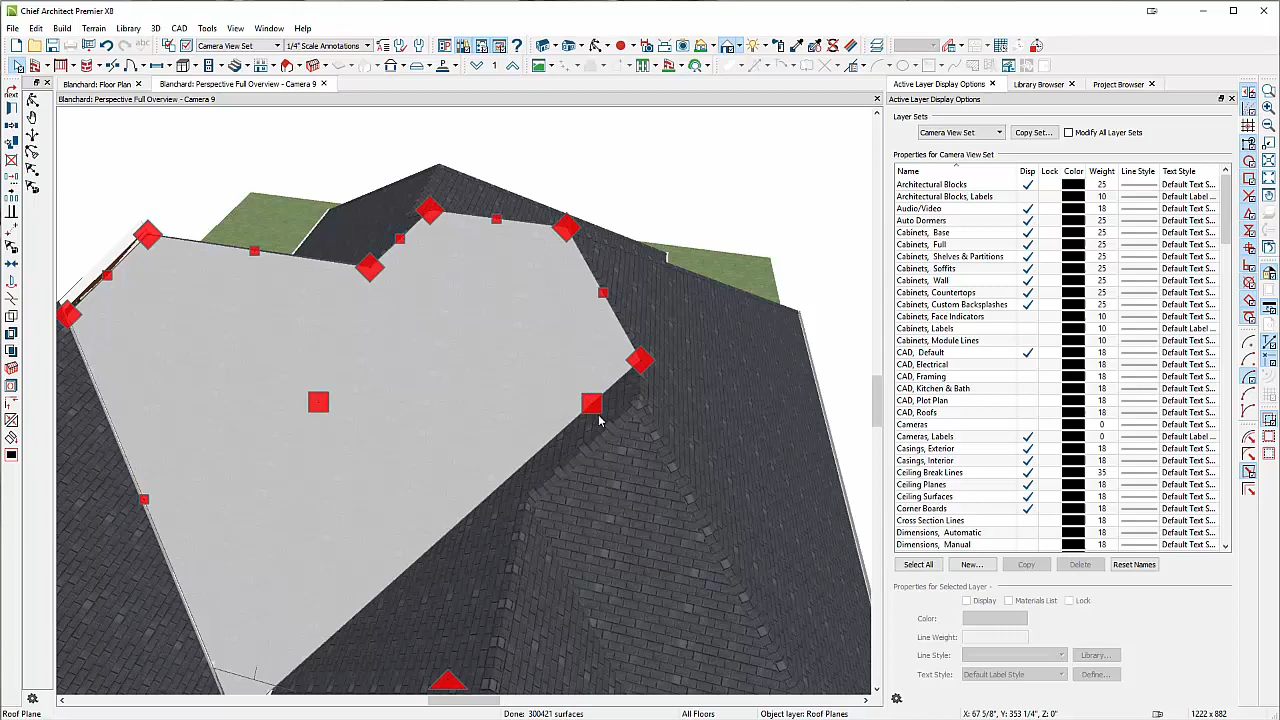 Chief Architect Premier X8
File Edit Build Terrain Library 3D CAD Tools View Window Help
Camera View Set 1/4" Scale Annotations
1
Blanchard: Floor Plan Blanchard: Perspective Full Overview - Camera 9
Blanchard: Perspective Full Overview - Camera 9
Active Layer Display Options Library Browser Project Browser
Active Layer Display Options
Layer Sets
Camera View Set Copy Set... Modify All Layer Sets
Properties for Camera View Set
Name Disp Lock Color Weight Line Style Text Style
Architectural Blocks 25 Default Text S...
Architectural Blocks, Labels 10 Default Label ...
Audio/Video 18 Default Text S...
Auto Dormers 25 Default Text S...
Cabinets, Base 25 Default Text S...
Cabinets, Full 25 Default Text S...
Cabinets, Shelves & Partitions 25 Default Text S...
Cabinets, Soffits 25 Default Text S...
Cabinets, Wall 25 Default Text S...
Cabinets, Countertops 25 Default Text S...
Cabinets, Custom Backsplashes 25 Default Text S...
Cabinets, Face Indicators 10 Default Text S...
Cabinets, Labels 10 Default Label ...
Cabinets, Module Lines 10 Default Text S...
CAD, Default 18 Default Text S...
CAD, Electrical 18 Default Text S...
CAD, Framing 18 Default Text S...
CAD, Kitchen & Bath 18 Default Text S...
CAD, Plot Plan 18 Default Text S...
CAD, Roofs 18 Default Text S...
Cameras 0 Default Text S...
Cameras, Labels 0 Default Label ...
Casings, Exterior 18 Default Text S...
Casings, Interior 18 Default Text S...
Ceiling Break Lines 35 Default Text S...
Ceiling Planes 18 Default Text S...
Ceiling Surfaces 18 Default Text S...
Corner Boards 18 Default Text S...
Cross Section Lines 18 Default Text S...
Dimensions, Automatic 18 Default Text S...
Dimensions, Manual 18 Default Text S...
Select All New... Copy Delete Reset Names
Properties for Selected Layer -
Display Materials List Lock
Color:
Line Weight:
Line Style: Library...
Text Style: Default Label Style Define...
Roof Plane Done: 300421 surfaces All Floors Object layer: Roof Planes X: 67 5/8", Y: 353 1/4", Z: 0" 1222 x 882